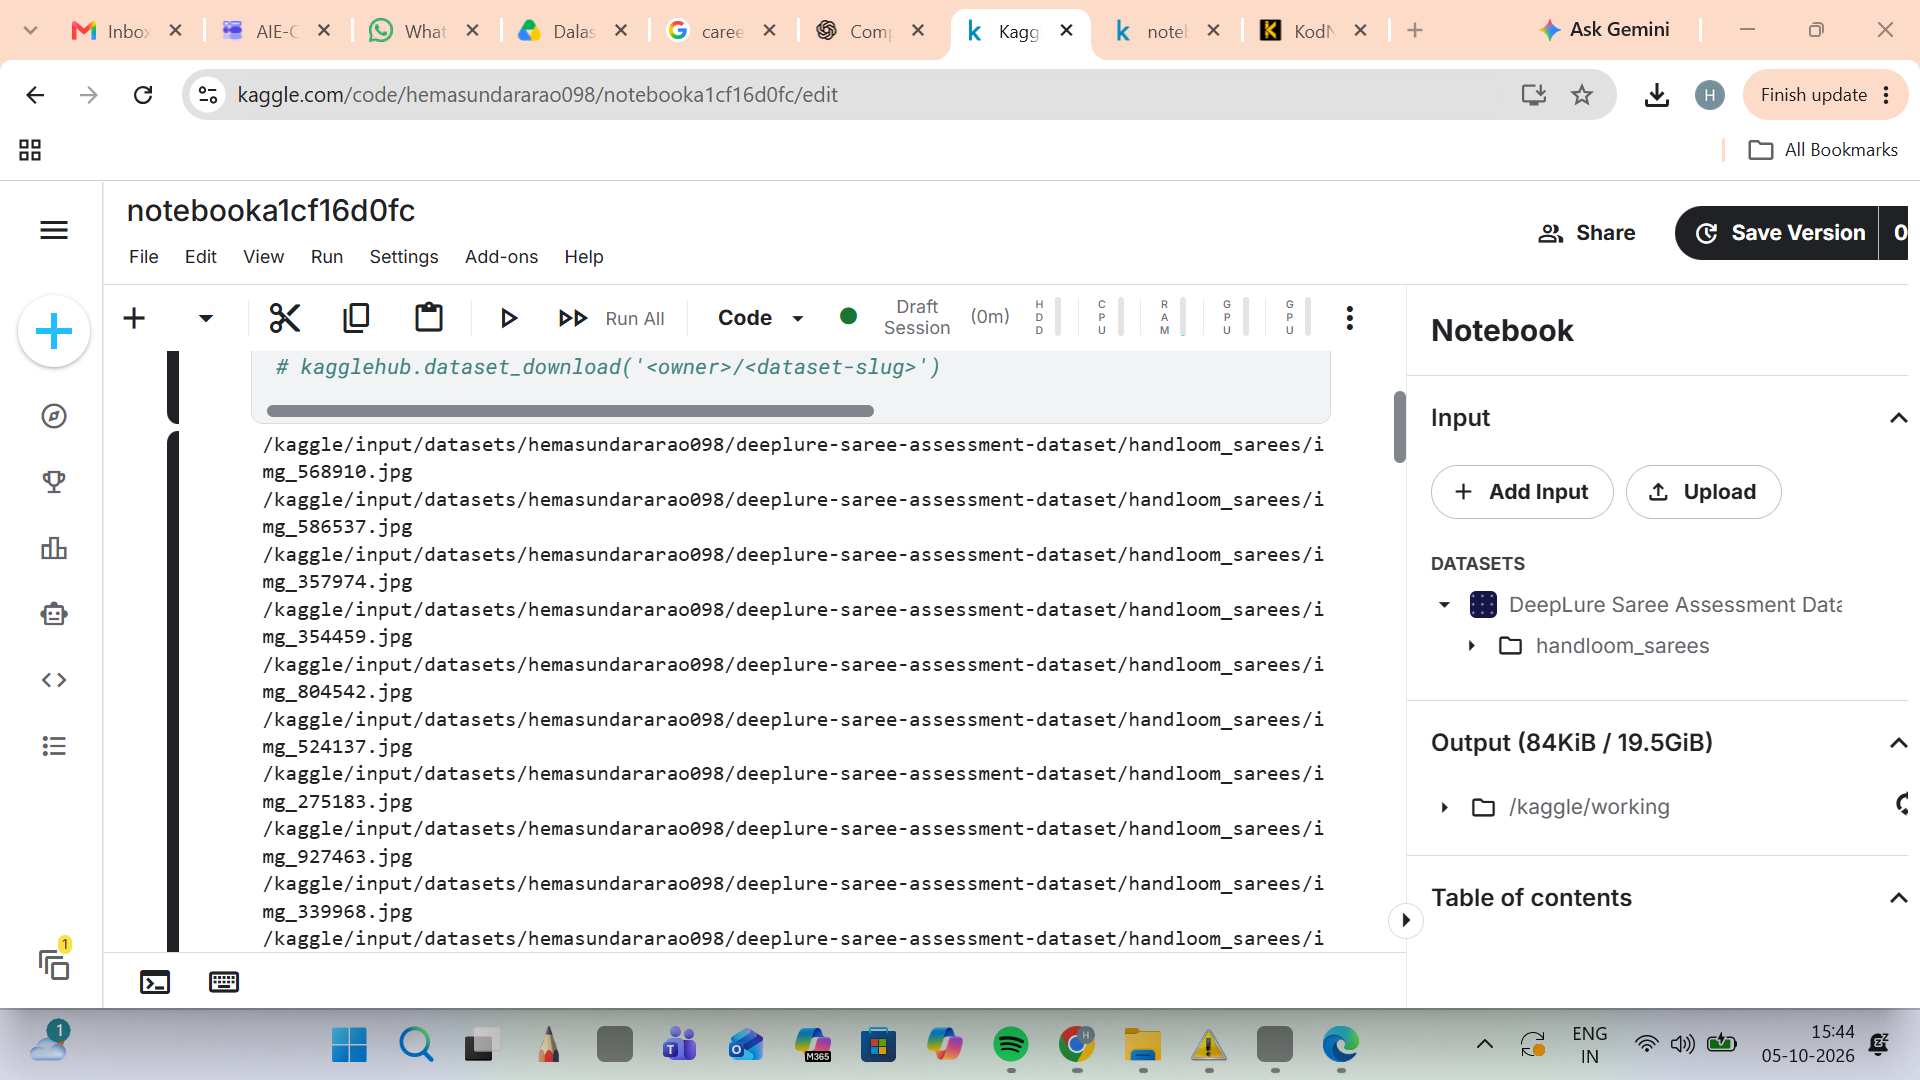 Inbox
AIE-C
What
Dalas
caree
Comp
Kagg
notel
KodN
Ask Gemini
kaggle.com/code/hemasundararao098/notebooka1cf16d0fc/edit
H
Finish update
All Bookmarks
notebooka1cf16d0fc
File Edit View Run Settings Add-ons Help
Share
Save Version
0
Run All
Code
Draft Session (0m)
HDD
CPU
RAM
GPU
GPU
# kagglehub.dataset_download('<owner>/<dataset-slug>')
/kaggle/input/datasets/hemasundararao098/deeplure-saree-assessment-dataset/handloom_sarees/i
mg_568910.jpg
/kaggle/input/datasets/hemasundararao098/deeplure-saree-assessment-dataset/handloom_sarees/i
mg_586537.jpg
/kaggle/input/datasets/hemasundararao098/deeplure-saree-assessment-dataset/handloom_sarees/i
mg_357974.jpg
/kaggle/input/datasets/hemasundararao098/deeplure-saree-assessment-dataset/handloom_sarees/i
mg_354459.jpg
/kaggle/input/datasets/hemasundararao098/deeplure-saree-assessment-dataset/handloom_sarees/i
mg_804542.jpg
/kaggle/input/datasets/hemasundararao098/deeplure-saree-assessment-dataset/handloom_sarees/i
mg_524137.jpg
/kaggle/input/datasets/hemasundararao098/deeplure-saree-assessment-dataset/handloom_sarees/i
mg_275183.jpg
/kaggle/input/datasets/hemasundararao098/deeplure-saree-assessment-dataset/handloom_sarees/i
mg_927463.jpg
/kaggle/input/datasets/hemasundararao098/deeplure-saree-assessment-dataset/handloom_sarees/i
mg_339968.jpg
/kaggle/input/datasets/hemasundararao098/deeplure-saree-assessment-dataset/handloom_sarees/i
Notebook
Input
Add Input
Upload
DATASETS
DeepLure Saree Assessment Data
handloom_sarees
Output (84KiB / 19.5GiB)
/kaggle/working
Table of contents
1
1
M365
H
ENG
IN
15:44
05-10-2026